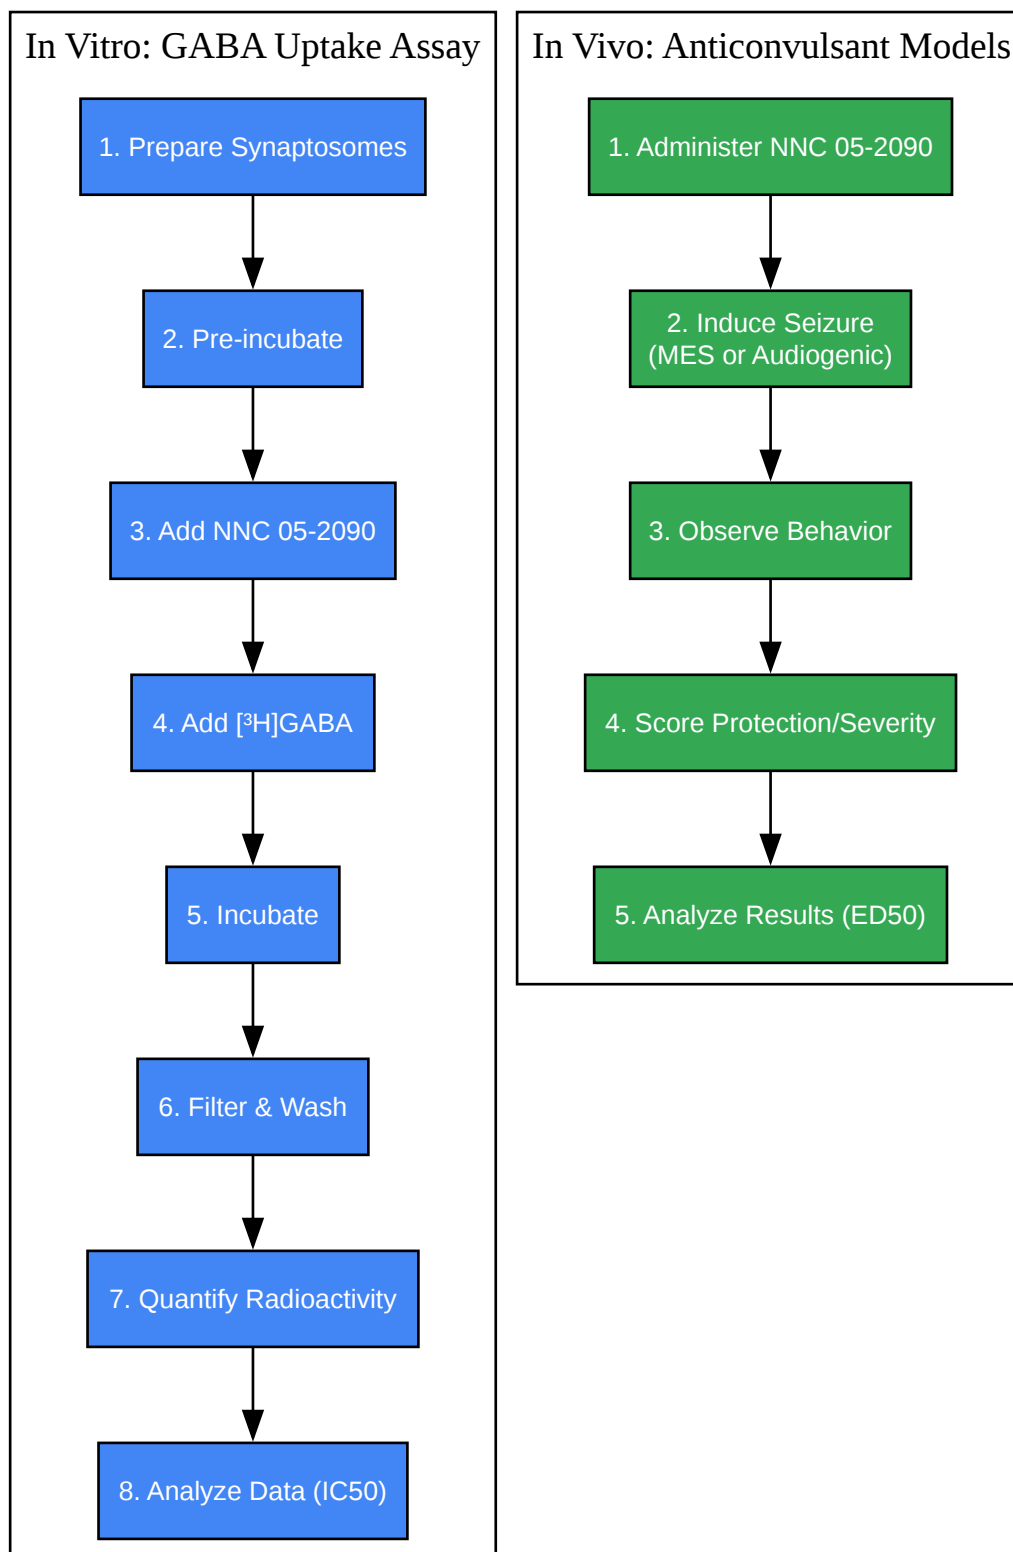 In Vitro: GABA Uptake Assay
1. Prepare Synaptosomes
2. Pre-incubate
3. Add NNC 05-2090
4. Add [³H]GABA
5. Incubate
6. Filter & Wash
7. Quantify Radioactivity
8. Analyze Data (IC50)
In Vivo: Anticonvulsant Models
1. Administer NNC 05-2090
2. Induce Seizure
(MES or Audiogenic)
3. Observe Behavior
4. Score Protection/Severity
5. Analyze Results (ED50)